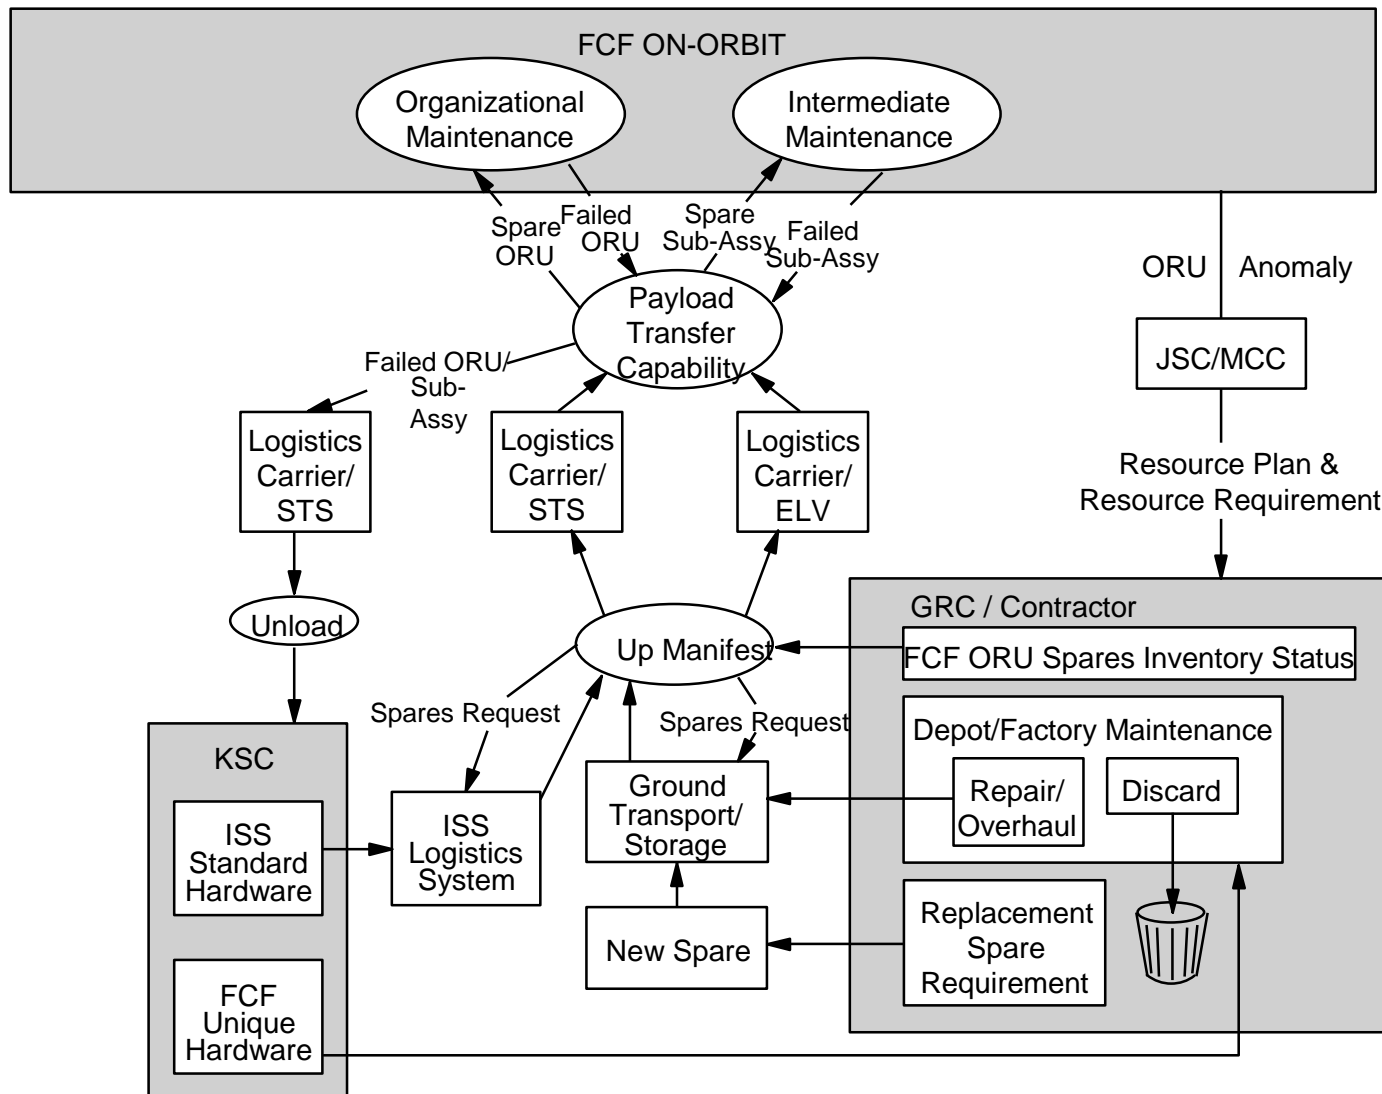 FCF ON-ORBIT
Organizational
Maintenance
Intermediate
Maintenance
Spare
ORU
Failed
ORU
Spare
Sub-Assy
Failed
Sub-Assy
ORU
Anomaly
Payload
Transfer
Capability
JSC/MCC
Failed ORU/
Sub-
Assy
Logistics
Carrier/
STS
Logistics
Carrier/
STS
Logistics
Carrier/
ELV
Resource Plan &
Resource Requirement
Unload
Up Manifest
GRC / Contractor
FCF ORU Spares Inventory Status
Spares Request
Spares Request
Depot/Factory Maintenance
Repair/
Overhaul
Discard
KSC
ISS
Standard
Hardware
ISS
Logistics
System
Ground
Transport/
Storage
New Spare
Replacement
Spare
Requirement
FCF
Unique
Hardware